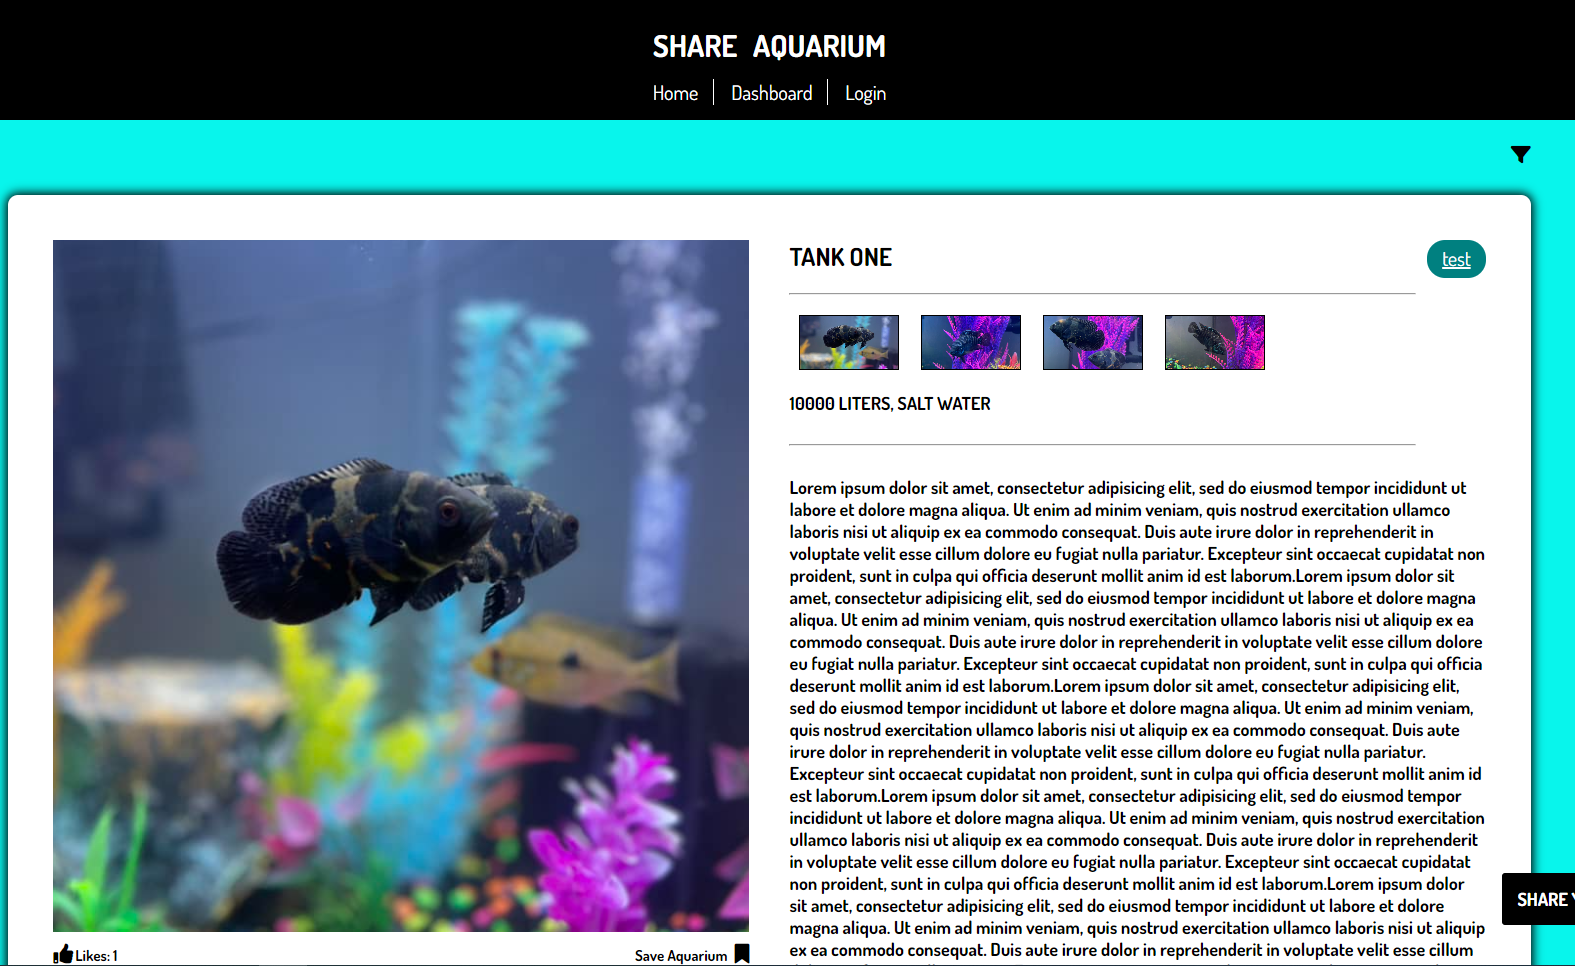 SHARE AQUARIUM
Home
Dashboard
Login
TANK ONE
test
10000 LITERS, SALT WATER
Lorem ipsum dolor sit amet, consectetur adipisicing elit, sed do eiusmod tempor incididunt ut
labore et dolore magna aliqua. Ut enim ad minim veniam, quis nostrud exercitation ullamco
laboris nisi ut aliquip ex ea commodo consequat. Duis aute irure dolor in reprehenderit in
voluptate velit esse cillum dolore eu fugiat nulla pariatur. Excepteur sint occaecat cupidatat non
proident, sunt in culpa qui officia deserunt mollit anim id est laborum.Lorem ipsum dolor sit
amet, consectetur adipisicing elit, sed do eiusmod tempor incididunt ut labore et dolore magna
aliqua. Ut enim ad minim veniam, quis nostrud exercitation ullamco laboris nisi ut aliquip ex ea
commodo consequat. Duis aute irure dolor in reprehenderit in voluptate velit esse cillum dolore
eu fugiat nulla pariatur. Excepteur sint occaecat cupidatat non proident, sunt in culpa qui officia
deserunt mollit anim id est laborum.Lorem ipsum dolor sit amet, consectetur adipisicing elit,
sed do eiusmod tempor incididunt ut labore et dolore magna aliqua. Ut enim ad minim veniam,
quis nostrud exercitation ullamco laboris nisi ut aliquip ex ea commodo consequat. Duis aute
irure dolor in reprehenderit in voluptate velit esse cillum dolore eu fugiat nulla pariatur.
Excepteur sint occaecat cupidatat non proident, sunt in culpa qui officia deserunt mollit anim id
est laborum.Lorem ipsum dolor sit amet, consectetur adipisicing elit, sed do eiusmod tempor
incididunt ut labore et dolore magna aliqua. Ut enim ad minim veniam, quis nostrud exercitation
ullamco laboris nisi ut aliquip ex ea commodo consequat. Duis aute irure dolor in reprehenderit
in voluptate velit esse cillum dolore eu fugiat nulla pariatur. Excepteur sint occaecat cupidatat
non proident, sunt in culpa qui officia deserunt mollit anim id est laborum.Lorem ipsum dolor
sit amet, consectetur adipisicing elit, sed do eiusmod tempor incididunt ut labore et dolore
magna aliqua. Ut enim ad minim veniam, quis nostrud exercitation ullamco laboris nisi ut aliquip
ex ea commodo consequat. Duis aute irure dolor in reprehenderit in voluptate velit esse cillum
Likes: 1
Save Aquarium
SHARE